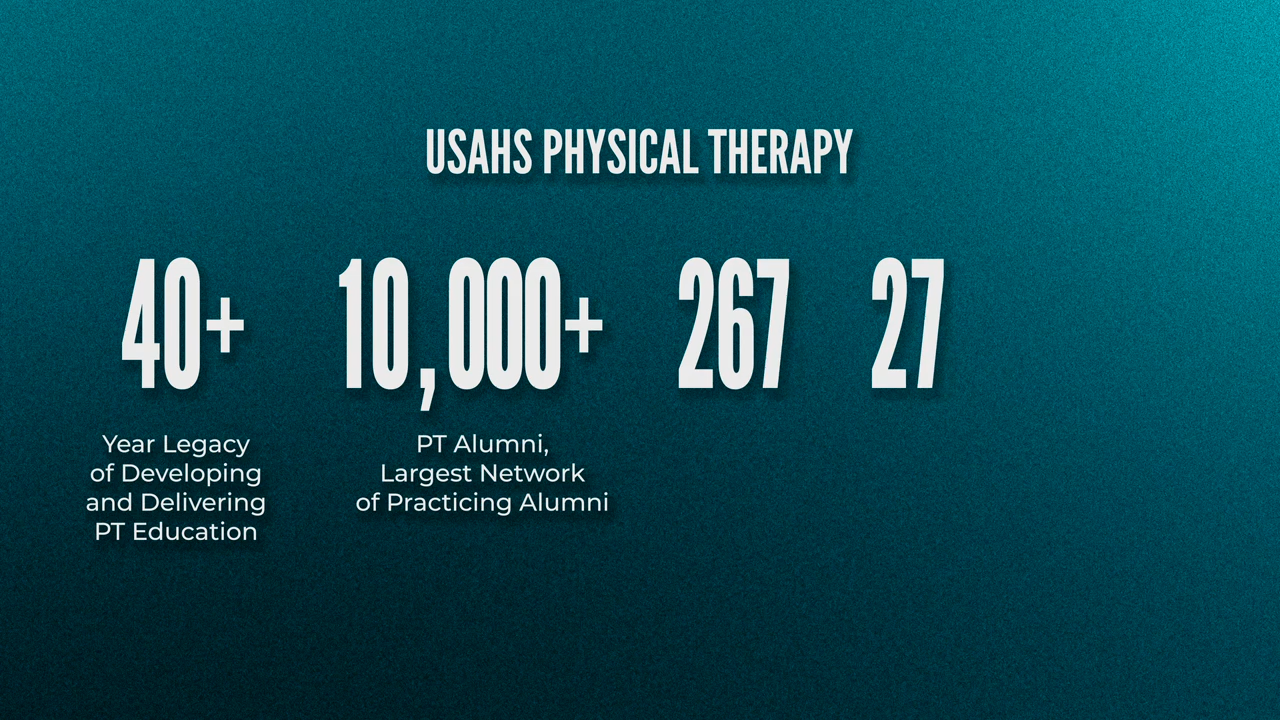 USAHS PHYSICAL THERAPY
40+
10,000+
267
27
Year Legacy
of Developing
and Delivering
PT Education
PT Alumni,
Largest Network
of Practicing Alumni